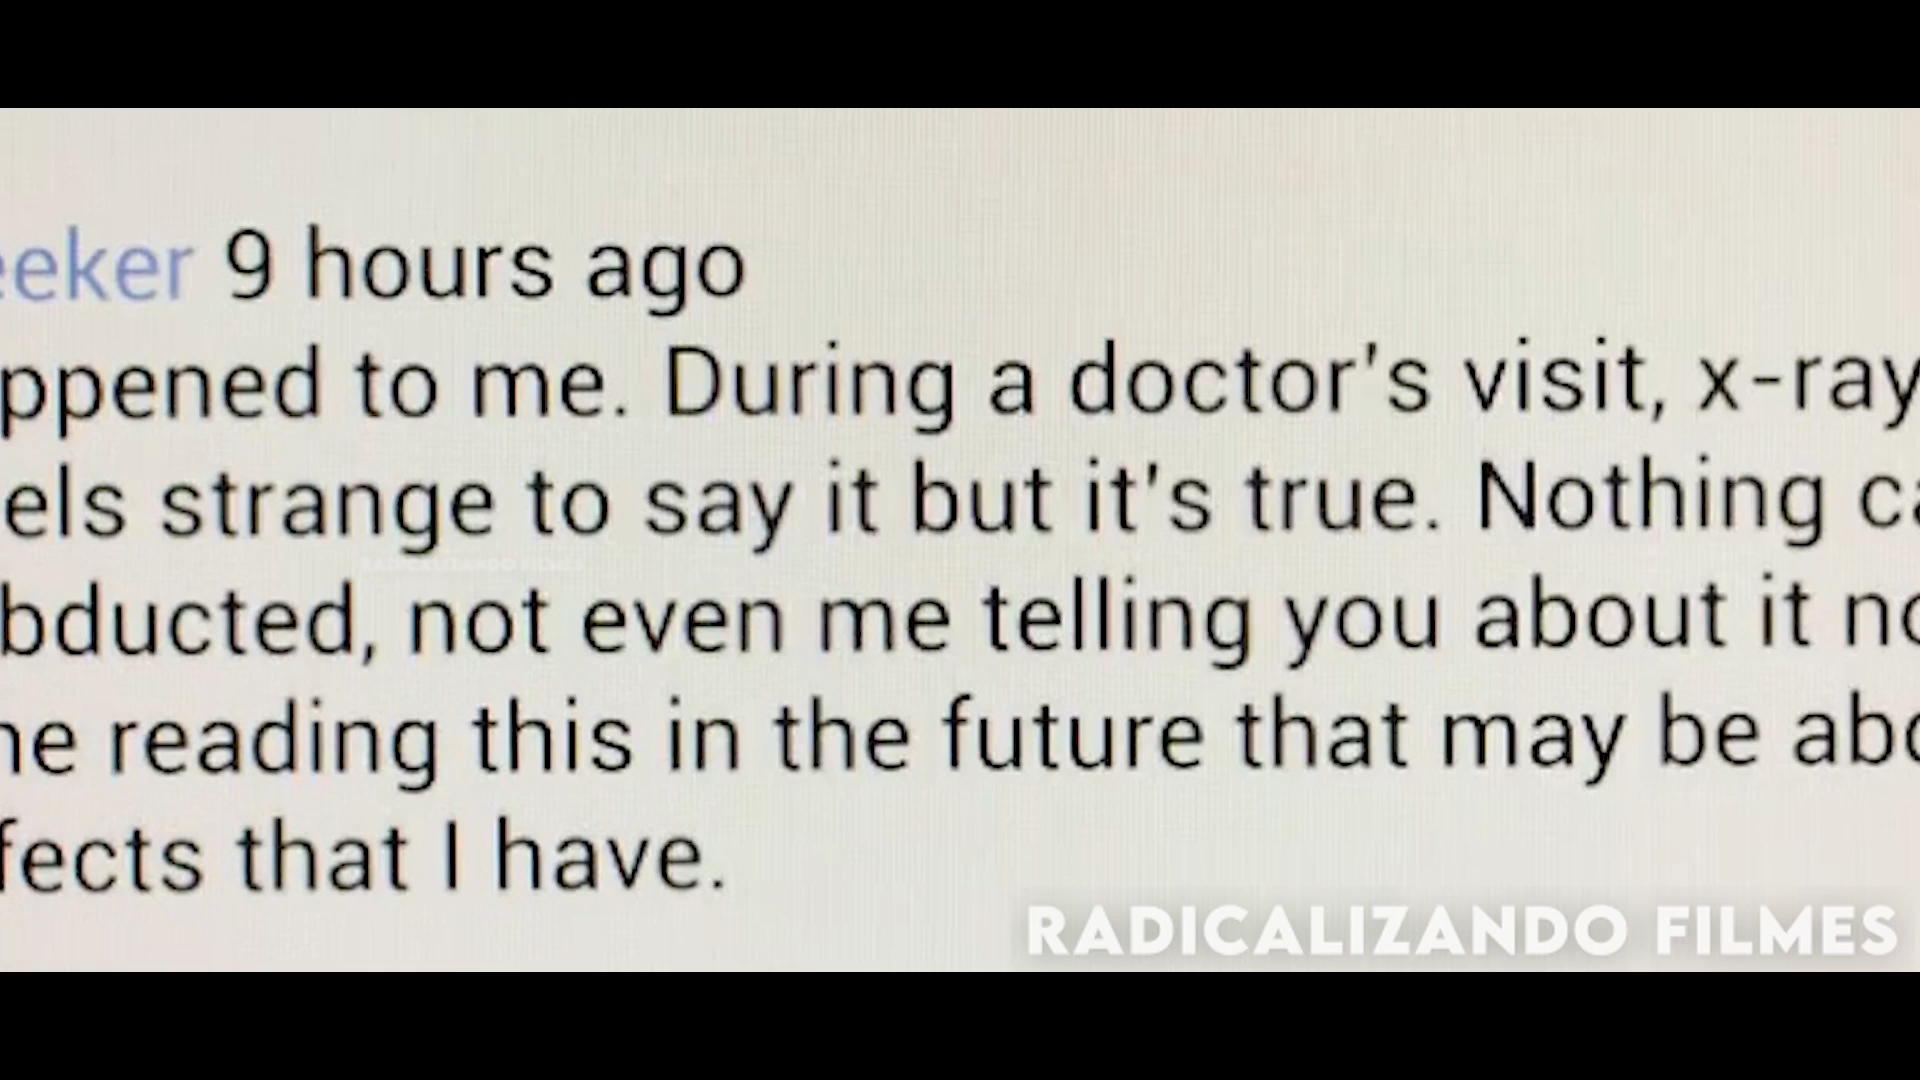 eeker 9 hours ago
ppened to me. During a doctor's visit, x-ray
els strange to say it but it's true. Nothing ca
bducted, not even me telling you about it no
ne reading this in the future that may be abo
fects that I have.
RADICALIZANDO FILMES
RADICALIZANDO FILMES